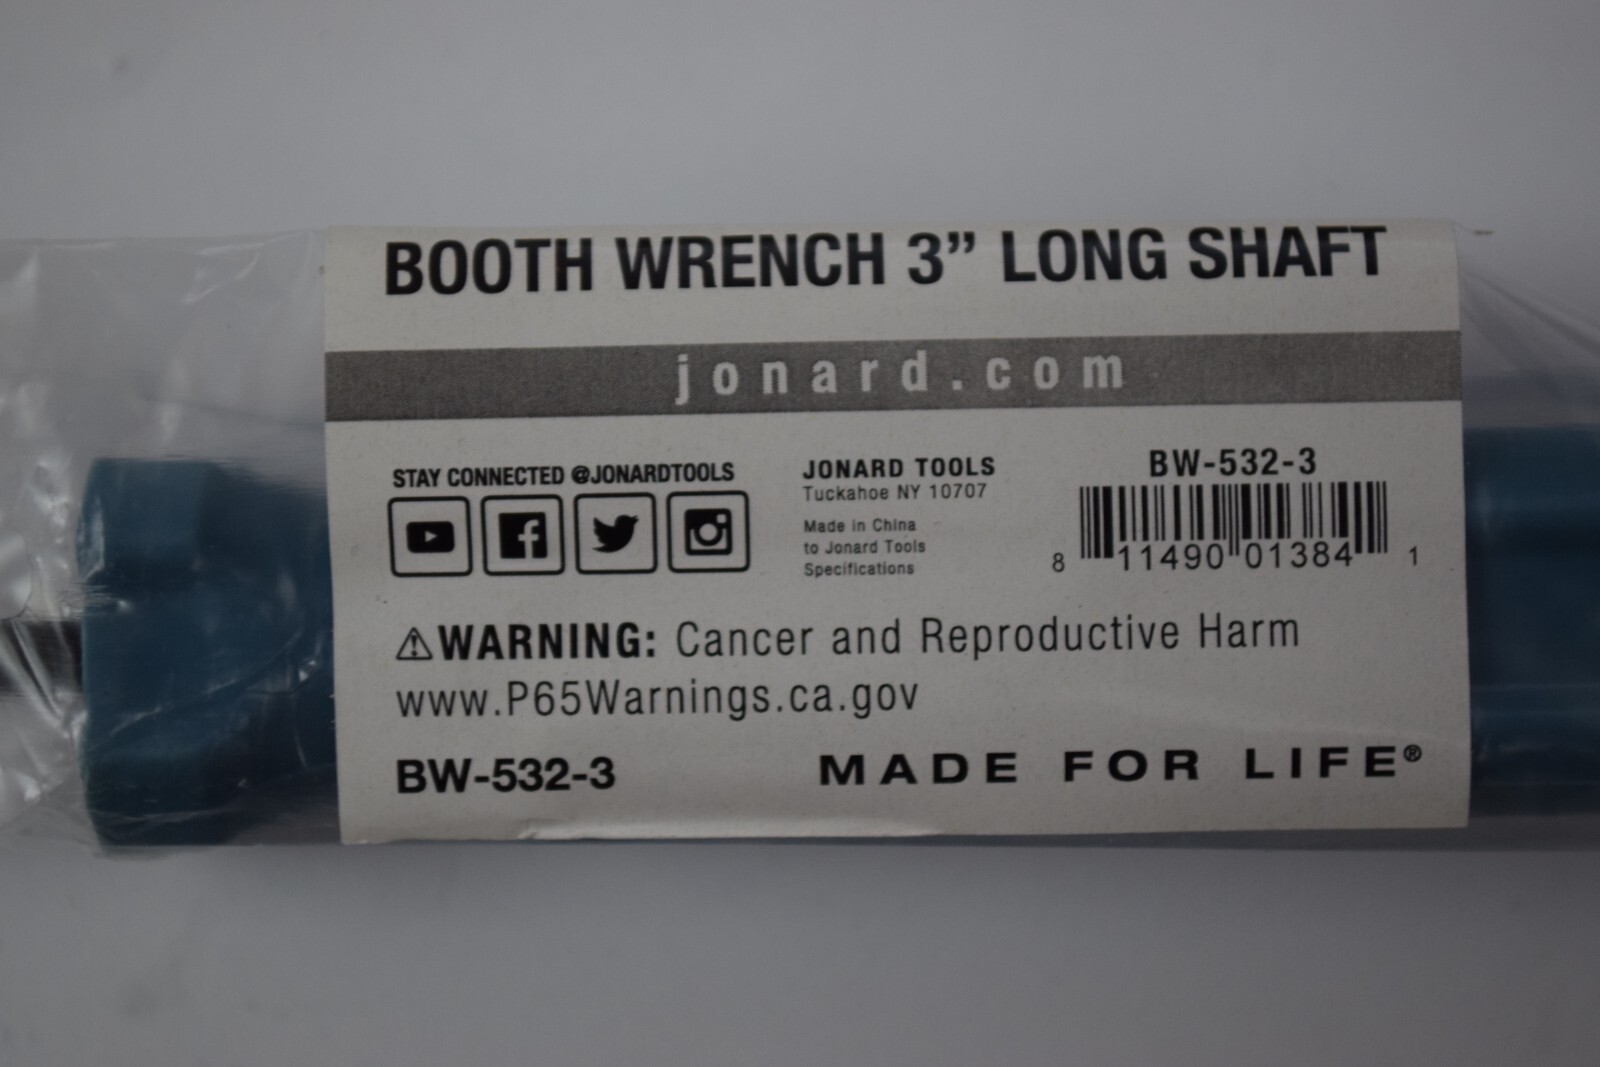 BOOTH WRENCH 3” LONG SHAFT
jonard.com
STAY CONNECTED @JONARDTOOLS
JONARD TOOLS
Tuckahoe NY 10707
Made in China
to Jonard Tools
Specifications
BW-532-3
8 11490 01384 1
⚠WARNING: Cancer and Reproductive Harm
www.P65Warnings.ca.gov
BW-532-3
MADE FOR LIFE®